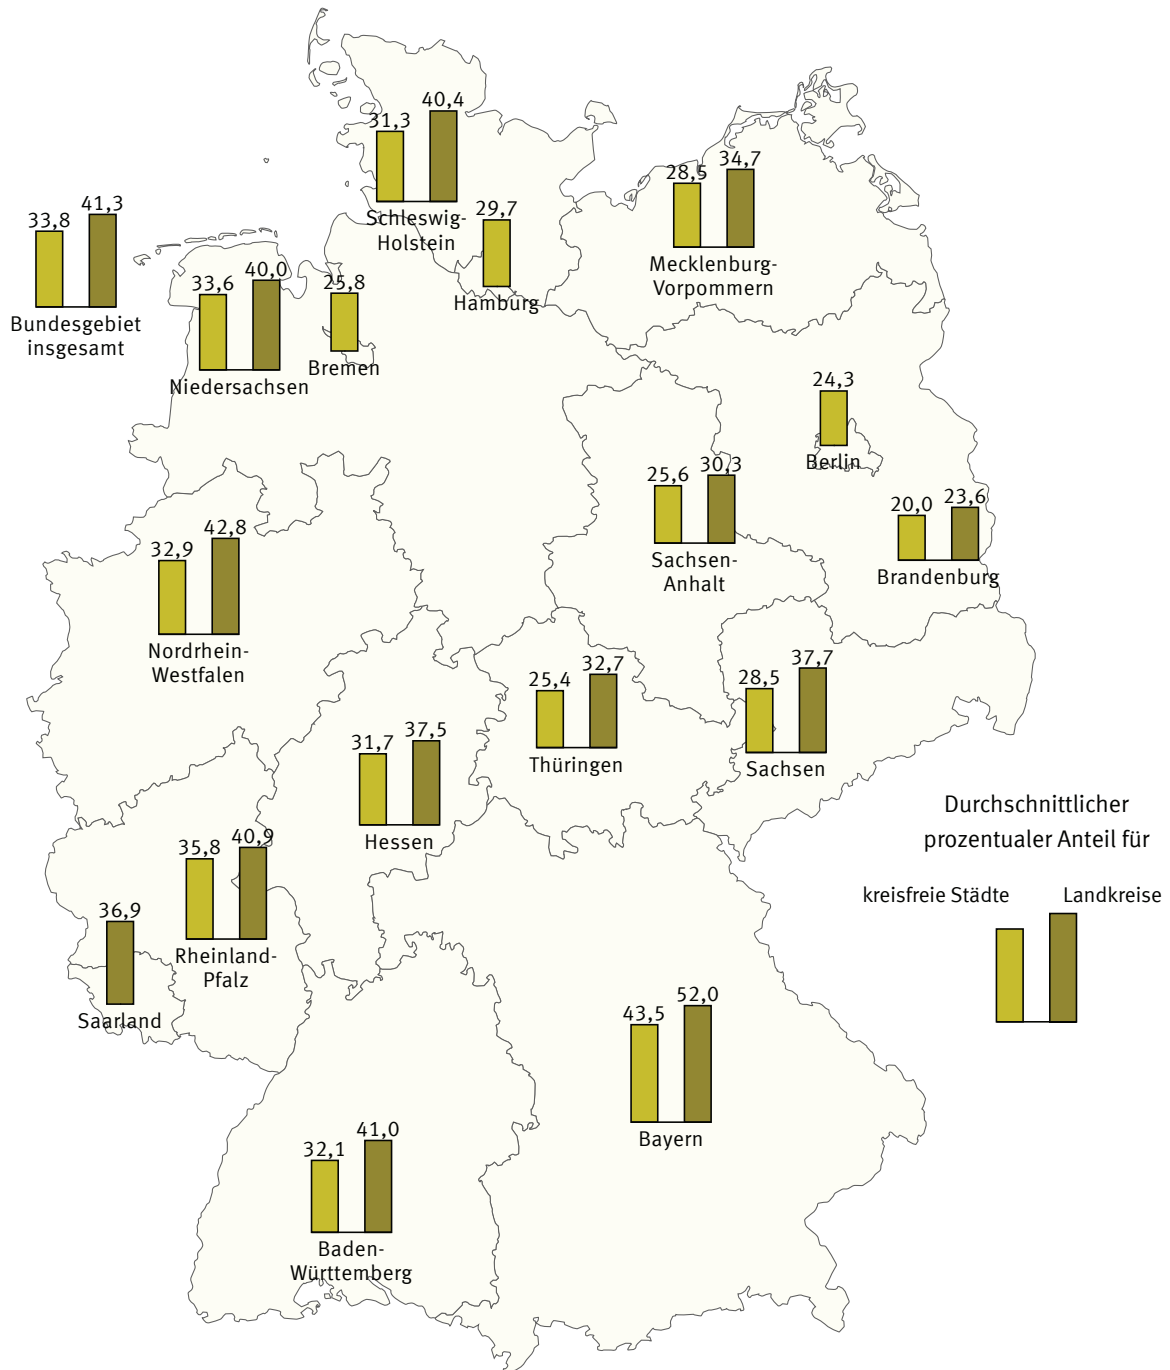 40,4
31,3
Schleswig-
Holstein
34,7
28,5
Mecklenburg-
Vorpommern
29,7
Hamburg
41,3
33,8
Bundesgebiet
insgesamt
40,0
33,6
Niedersachsen
25,8
Bremen
24,3
Berlin
30,3
25,6
Sachsen-
Anhalt
23,6
20,0
Brandenburg
42,8
32,9
Nordrhein-
Westfalen
32,7
25,4
Thüringen
37,7
28,5
Sachsen
37,5
31,7
Hessen
Durchschnittlicher
prozentualer Anteil für
kreisfreie Städte Landkreise
40,9
35,8
Rheinland-
Pfalz
36,9
Saarland
52,0
43,5
Bayern
41,0
32,1
Baden-
Württemberg